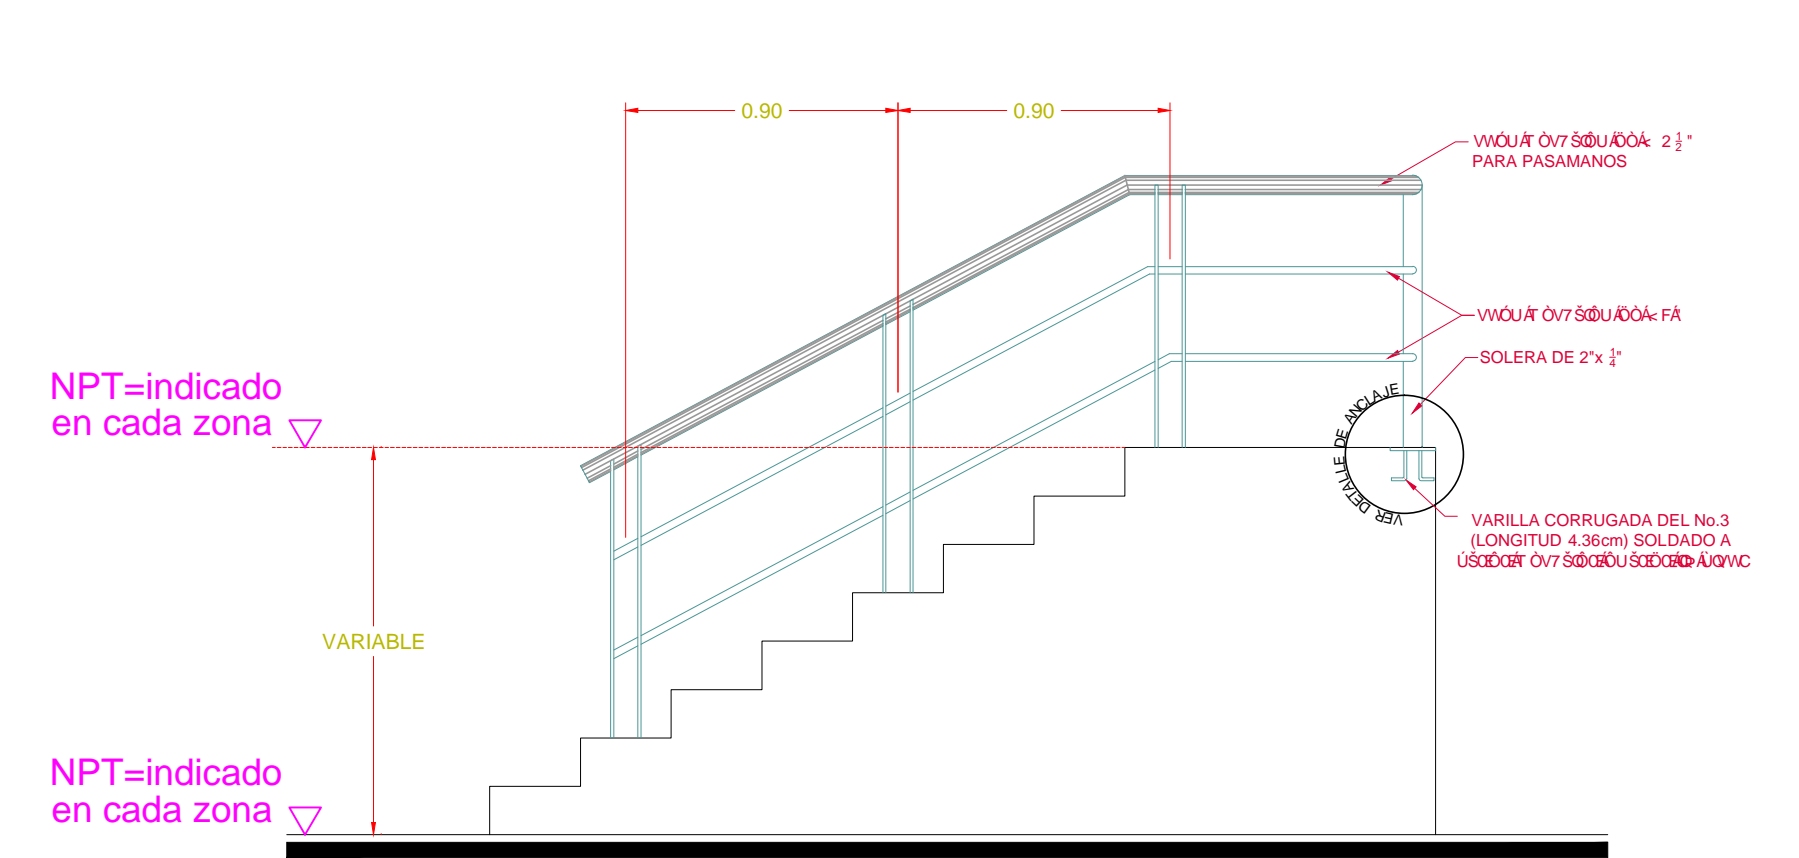 0.90
0.90
2 1/2 "
PARA PASAMANOS
SOLERA DE 2"x 1/4"
NPT=indicado
en cada zona
VER DETALLE DE ANCLAJE
VARILLA CORRUGADA DEL No.3
(LONGITUD 4.36cm) SOLDADO A
VARIABLE
NPT=indicado
en cada zona